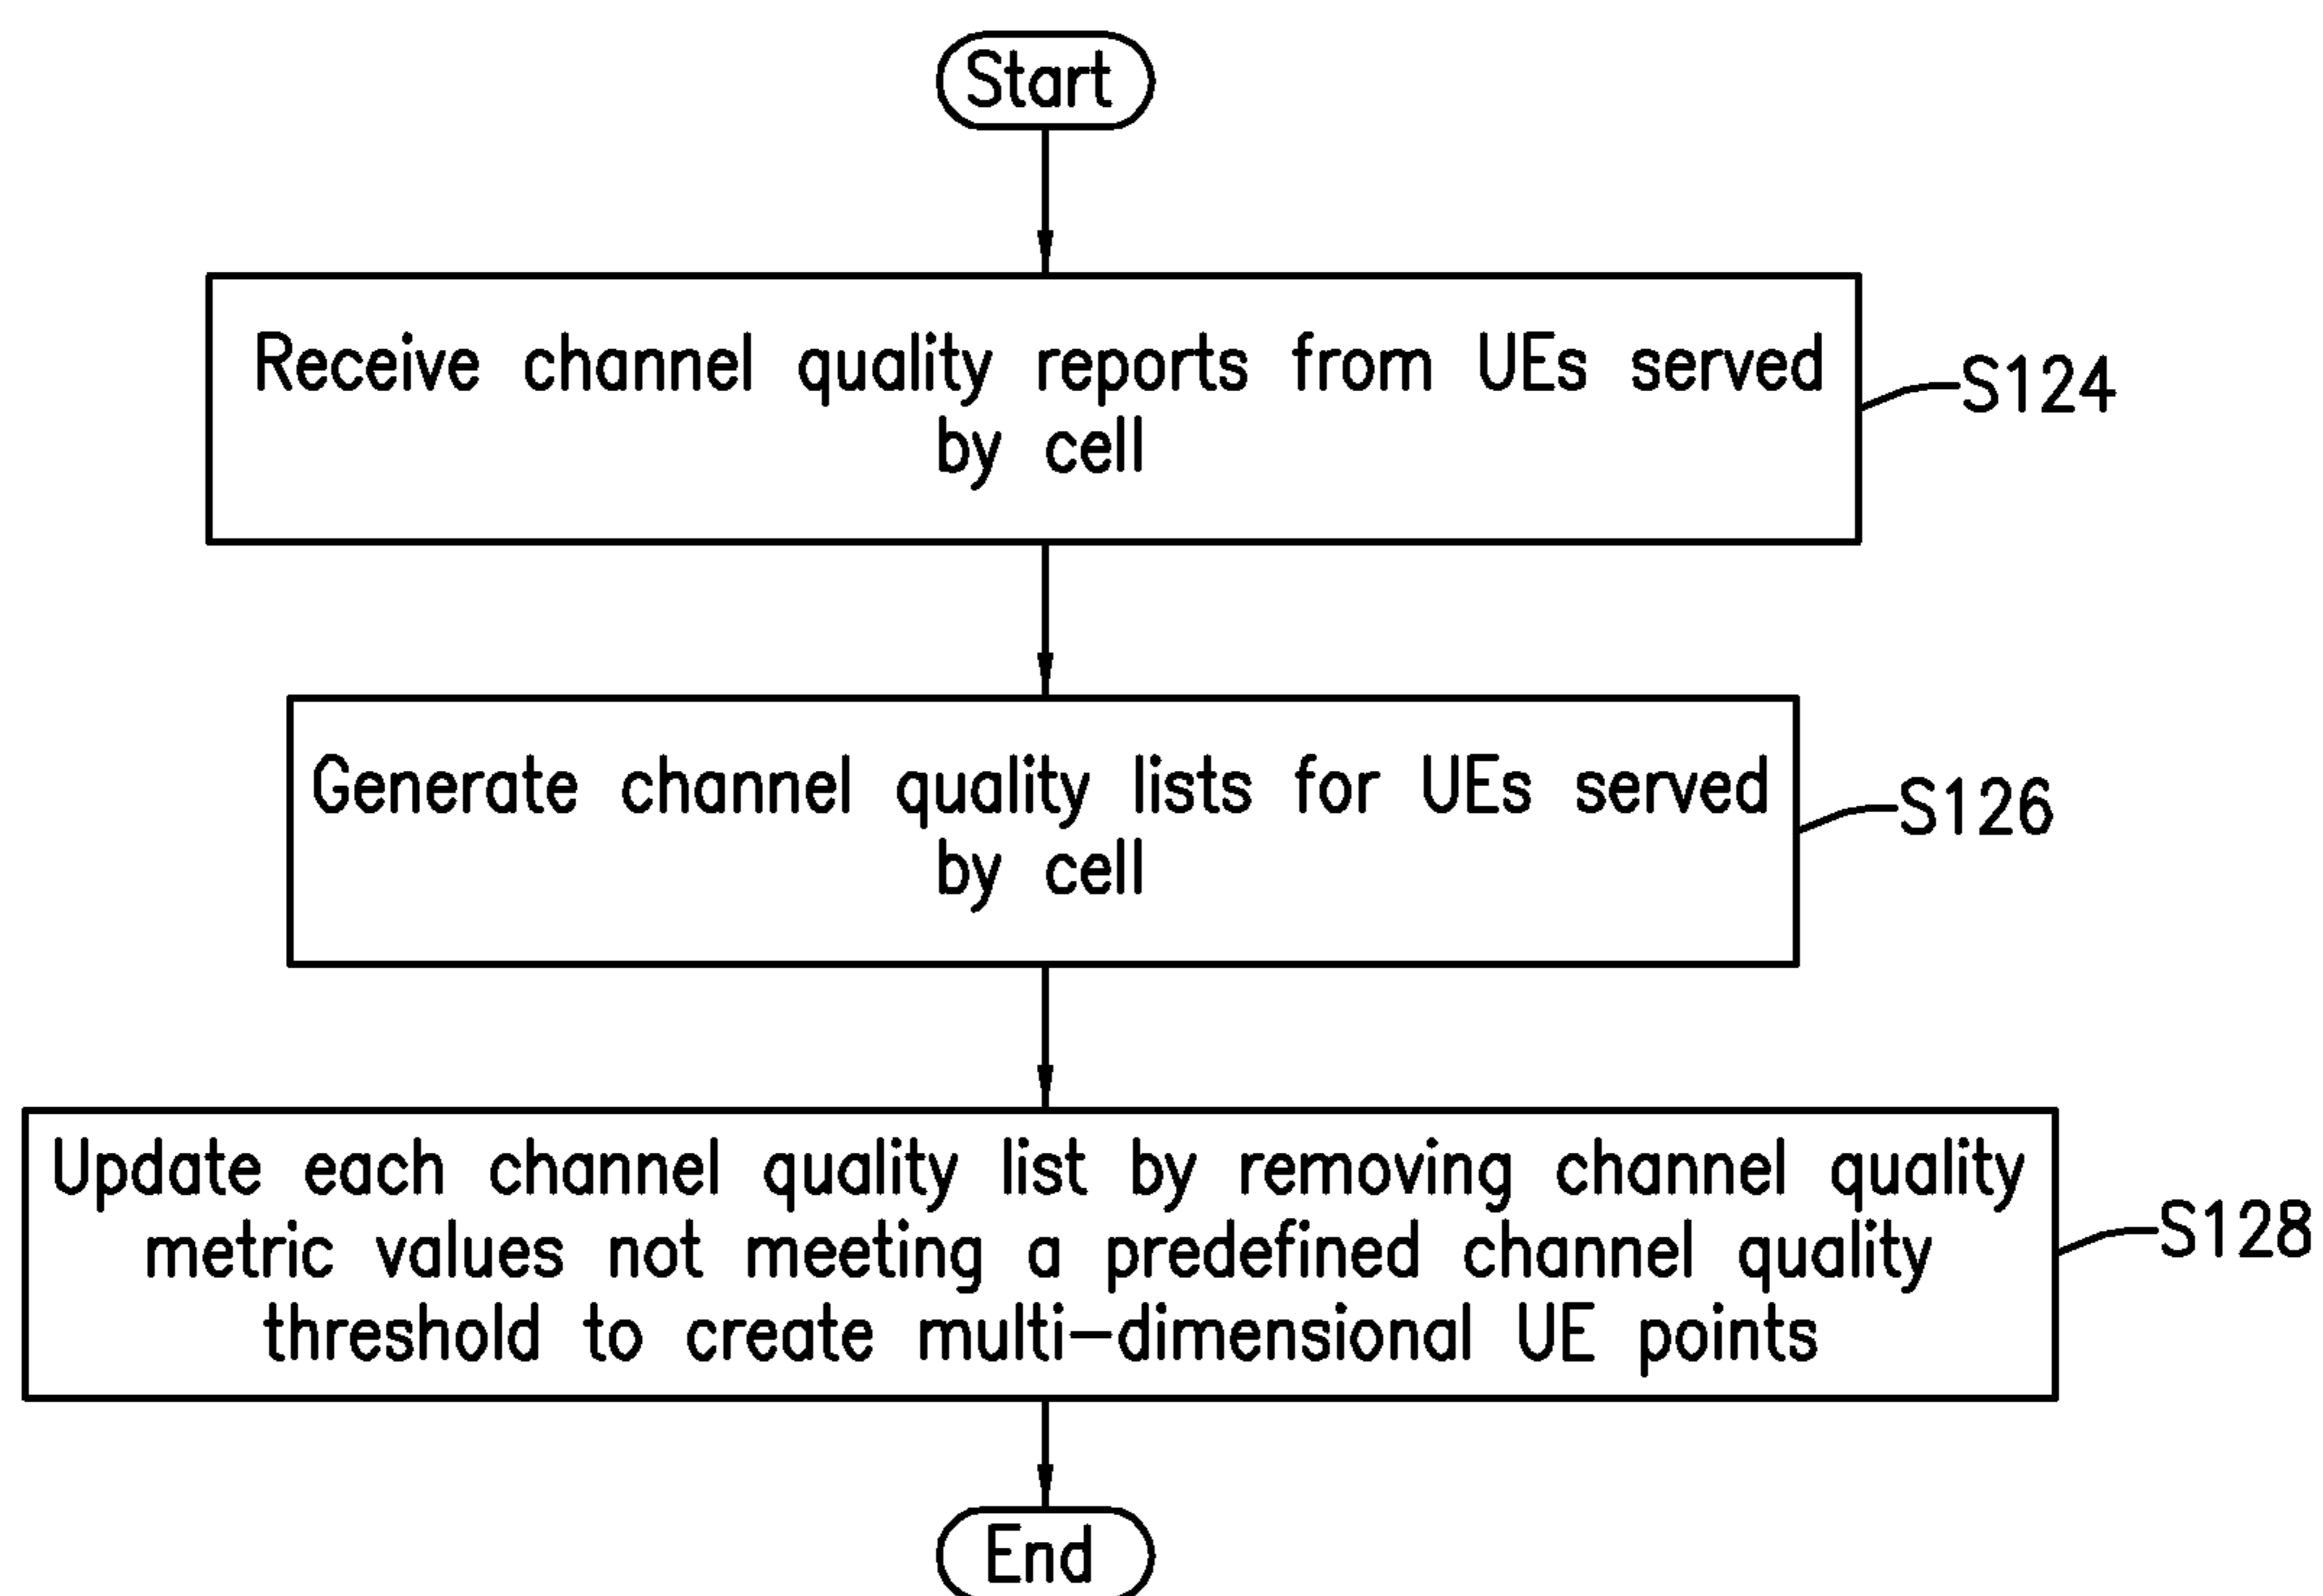 Start
Receive channel quality reports from UEs served
by cell
S124
Generate channel quality lists for UEs served
by cell
S126
Update each channel quality list by removing channel quality
metric values not meeting a predefined channel quality
threshold to create multi-dimensional UE points
S128
End